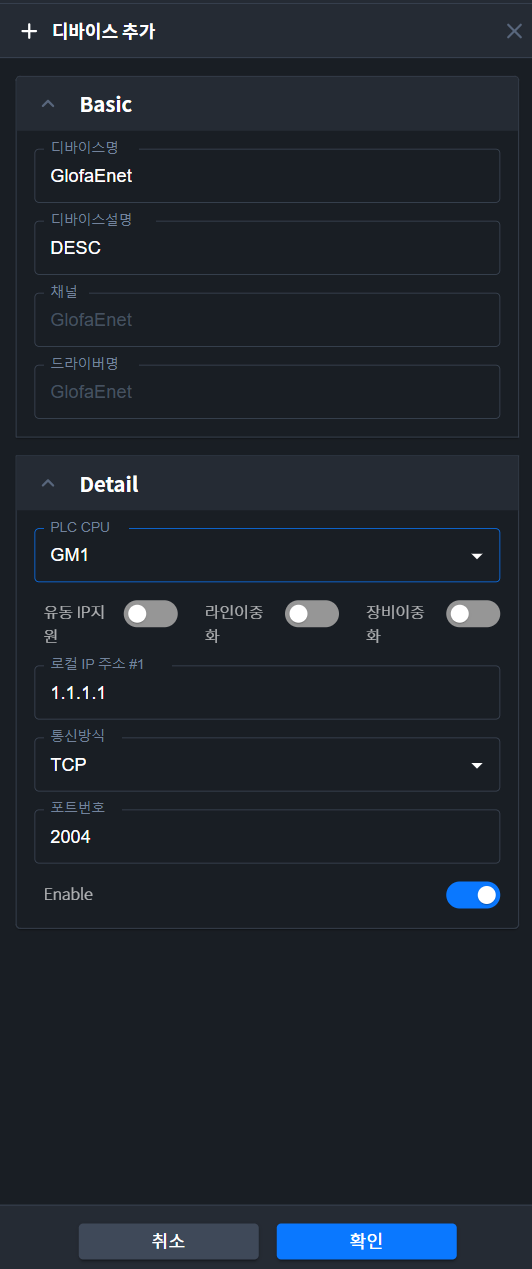 디바이스 추가
Basic
디바이스명
GlofaEnet
디바이스설명
DESC
채널
GlofaEnet
드라이버명
GlofaEnet
Detail
PLC CPU
GM1
유동 IP지
원
라인이중
화
장비이중
화
로컬 IP 주소 #1
1.1.1.1
통신방식
TCP
포트번호
2004
Enable
취소
확인